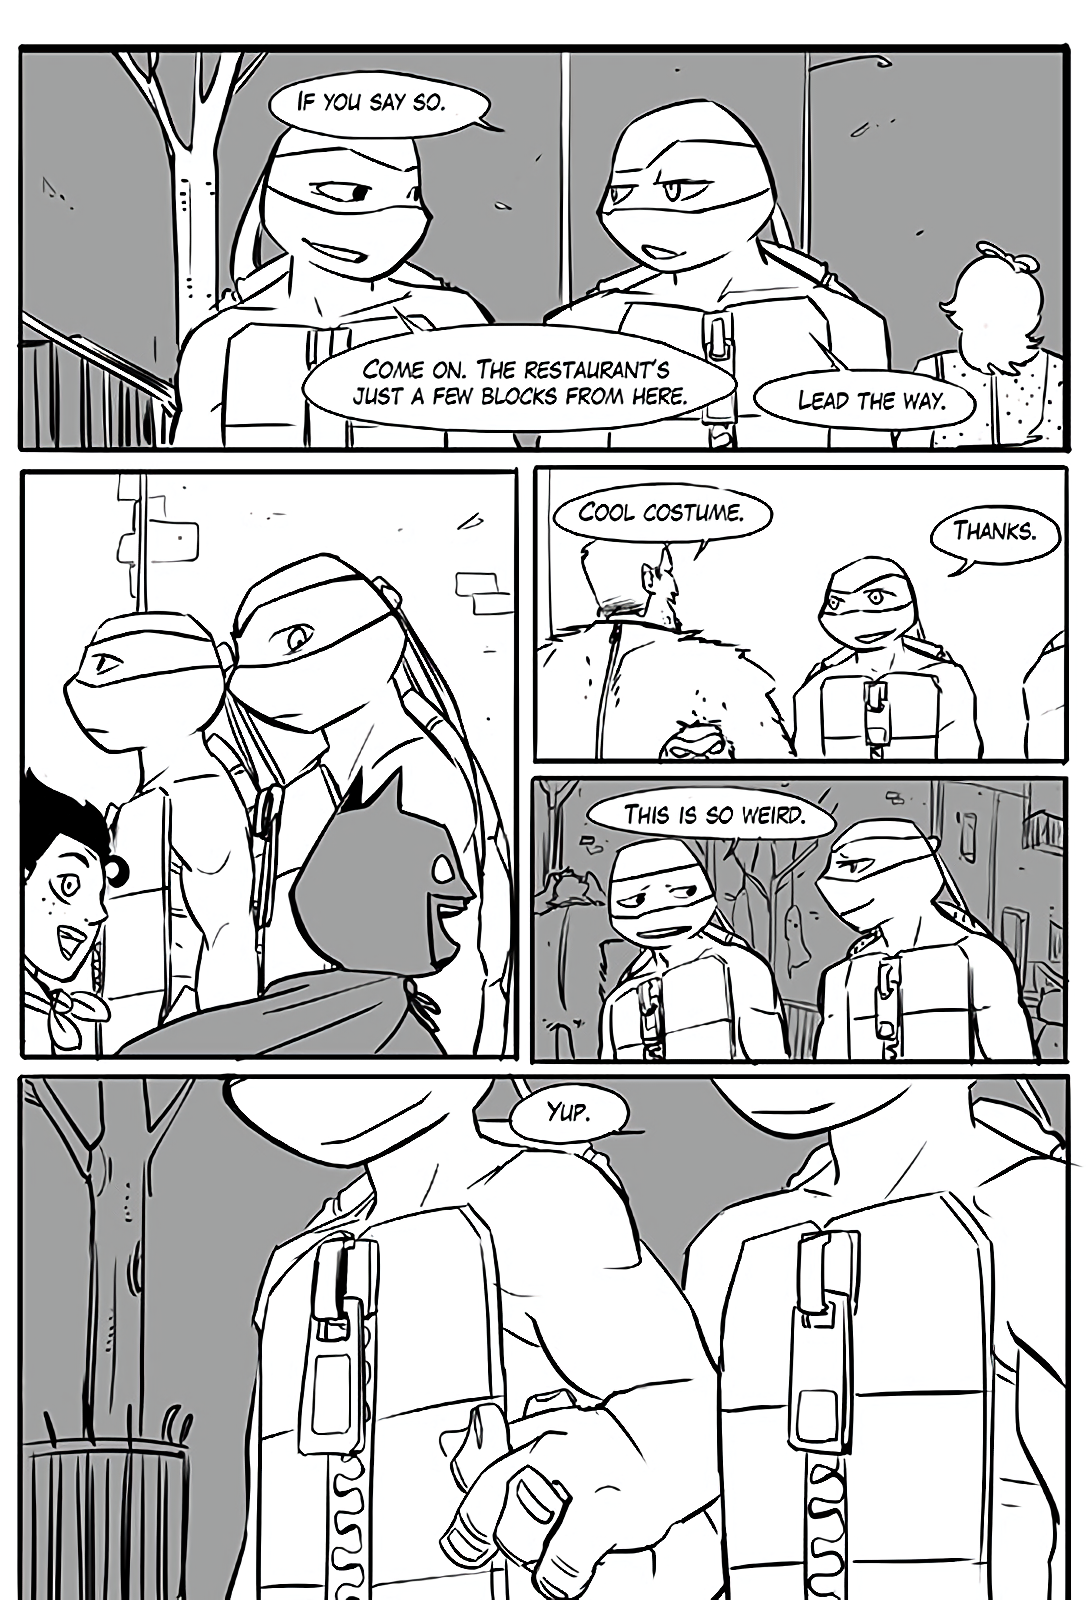 If you say so.
Come on. The restaurant's
just a few blocks from here.
Lead the way.
Cool costume.
Thanks.
This is so weird.
Yup.